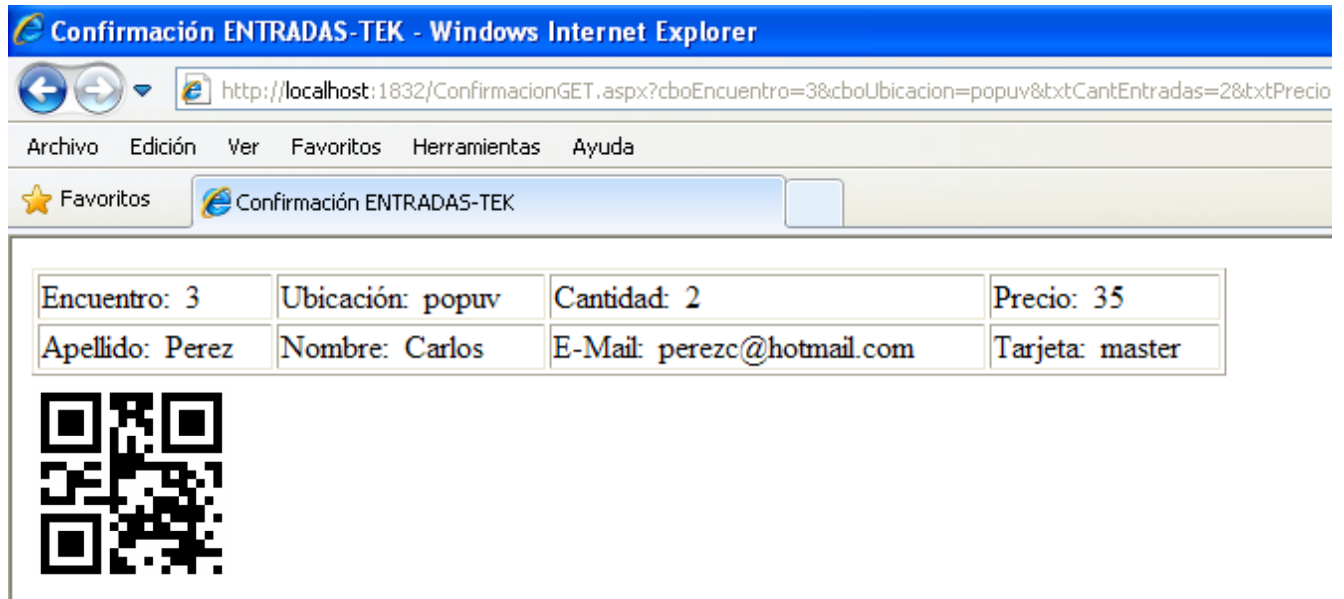 Confirmación ENTRADAS-TEK - Windows Internet Explorer
http://localhost:1832/ConfirmacionGET.aspx?cboEncuentro=3&cboUbicacion=popuv&txtCantEntradas=2&txtPrecio
Archivo Edición Ver Favoritos Herramientas Ayuda
Favoritos Confirmación ENTRADAS-TEK
Encuentro: 3 Ubicación: popuv Cantidad: 2 Precio: 35
Apellido: Perez Nombre: Carlos E-Mail: perezc@hotmail.com Tarjeta: master